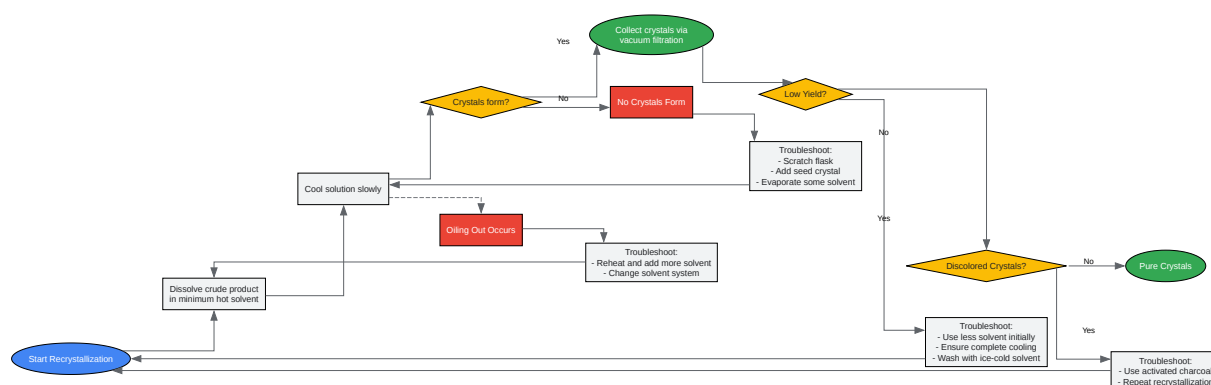 Collect crystals via
vacuum filtration
Yes
Crystals form?
No
No Crystals Form
Low Yield?
No
Troubleshoot:
- Scratch flask
- Add seed crystal
- Evaporate some solvent
Cool solution slowly
Yes
Oiling Out Occurs
Troubleshoot:
- Reheat and add more solvent
- Change solvent system
Discolored Crystals?
No
Pure Crystals
Dissolve crude product
in minimum hot solvent
Troubleshoot:
- Use less solvent initially
- Ensure complete cooling
- Wash with ice-cold solvent
Yes
Start Recrystallization
Troubleshoot:
- Use activated charcoa
- Repeat recrystallization